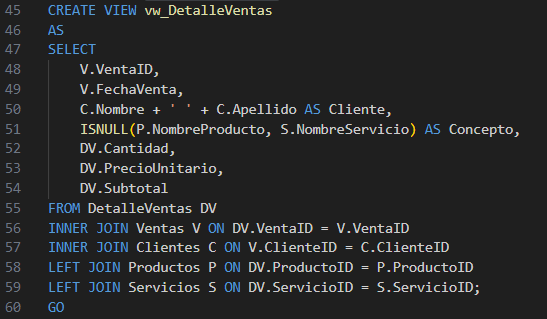 45 CREATE VIEW vw_DetalleVentas
46 AS
47 SELECT
48     V.VentaID,
49     V.FechaVenta,
50     C.Nombre + ' ' + C.Apellido AS Cliente,
51     ISNULL(P.NombreProducto, S.NombreServicio) AS Concepto,
52     DV.Cantidad,
53     DV.PrecioUnitario,
54     DV.Subtotal
55 FROM DetalleVentas DV
56 INNER JOIN Ventas V ON DV.VentaID = V.VentaID
57 INNER JOIN Clientes C ON V.ClienteID = C.ClienteID
58 LEFT JOIN Productos P ON DV.ProductoID = P.ProductoID
59 LEFT JOIN Servicios S ON DV.ServicioID = S.ServicioID;
60 GO